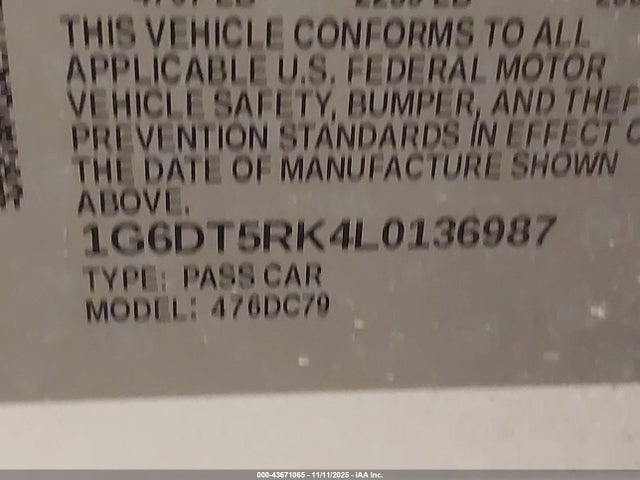 THIS VEHICLE CONFORMS TO ALL
APPLICABLE U.S. FEDERAL MOTOR
VEHICLE SAFETY, BUMPER, AND THEF
PREVENTION STANDARDS IN EFFECT O
THE DATE OF MANUFACTURE SHOWN
ABOVE.
1G6DT5RK4L0136987
TYPE: PASS CAR
MODEL: 476DC79
000-43671065 - 11/11/2025 - IAA Inc.